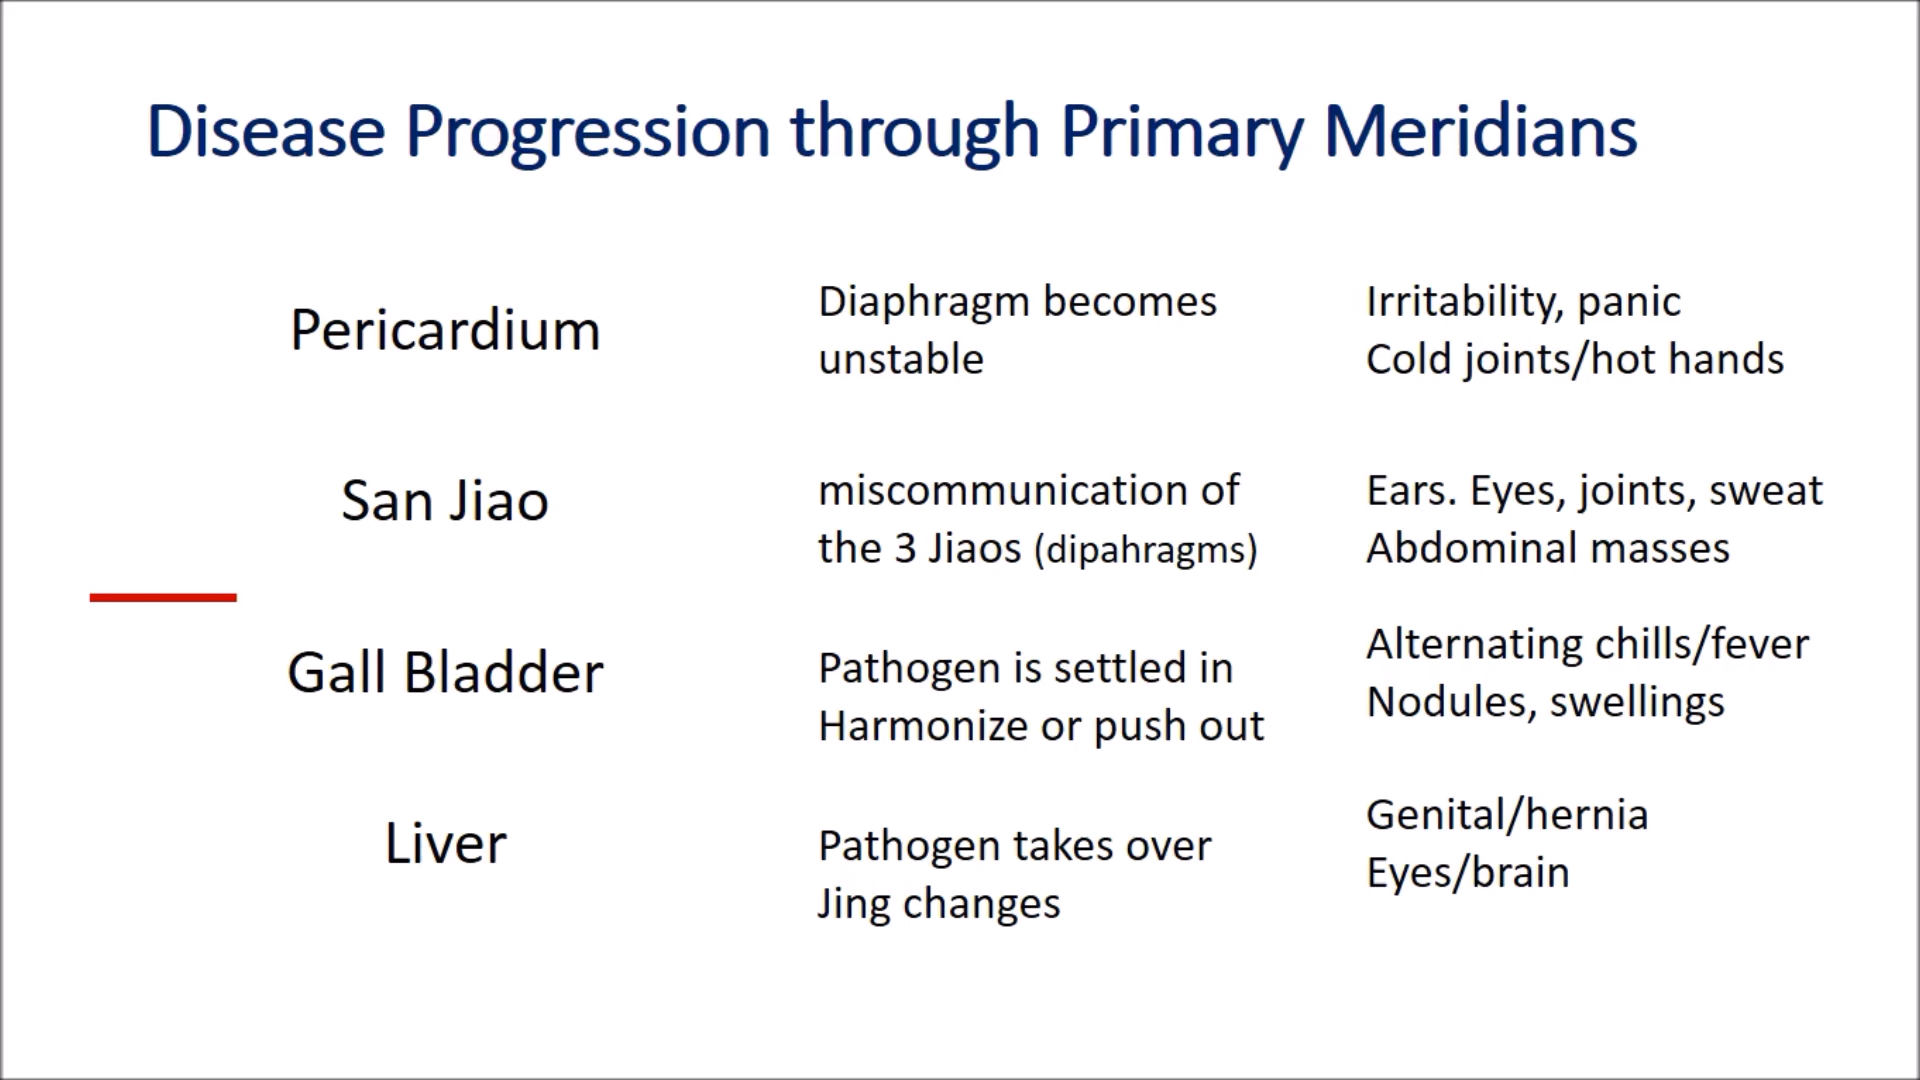 Disease Progression through Primary Meridians
Pericardium
Diaphragm becomes
unstable
Irritability, panic
Cold joints/hot hands
San Jiao
miscommunication of
the 3 Jiaos (dipahragms)
Ears. Eyes, joints, sweat
Abdominal masses
Gall Bladder
Pathogen is settled in
Harmonize or push out
Alternating chills/fever
Nodules, swellings
Liver
Pathogen takes over
Jing changes
Genital/hernia
Eyes/brain